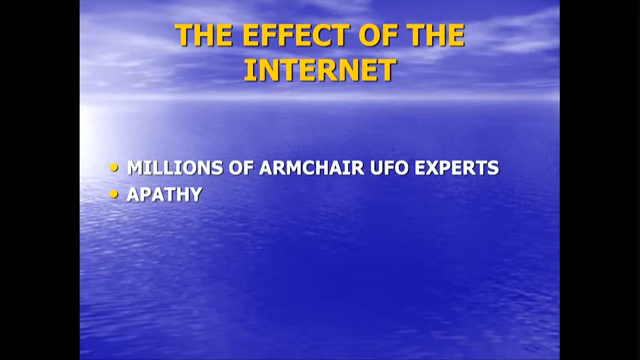 THE EFFECT OF THE
INTERNET
• MILLIONS OF ARMCHAIR UFO EXPERTS
• APATHY